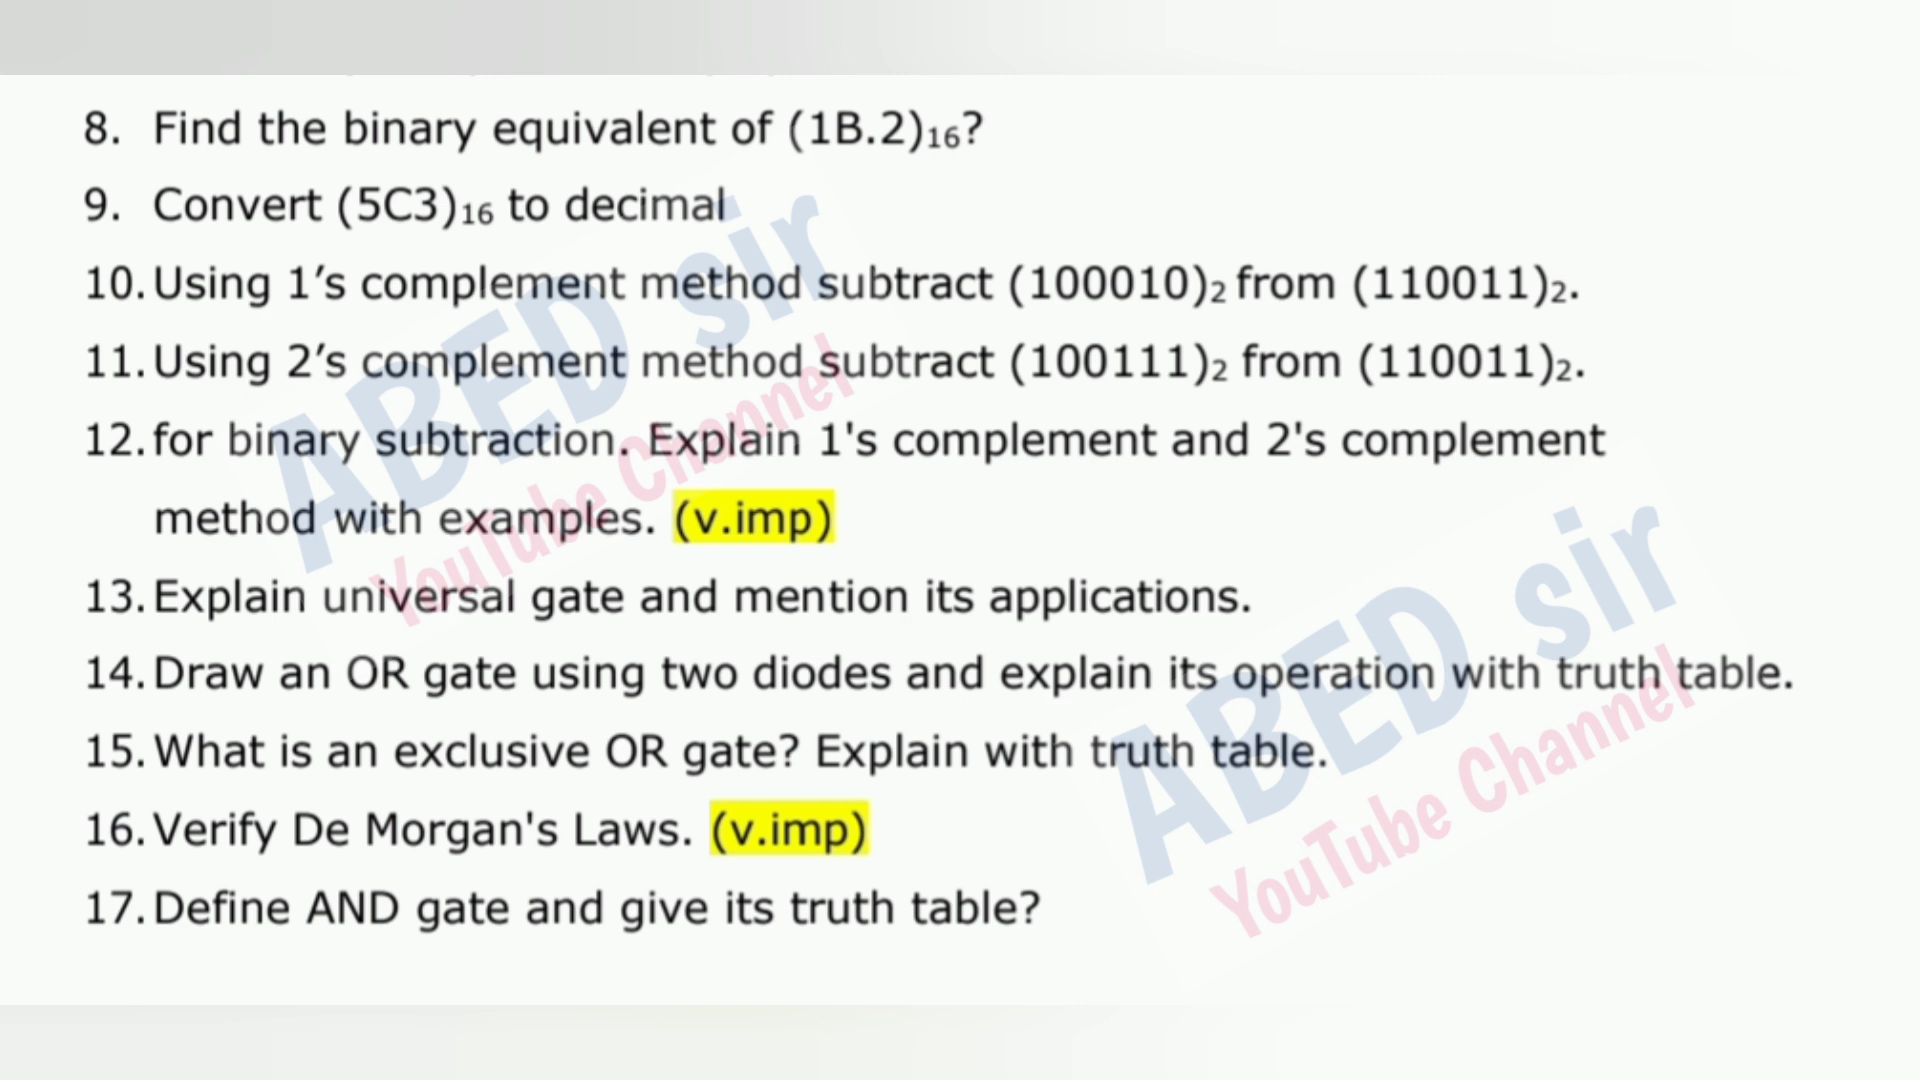 8. Find the binary equivalent of (1B.2)₁₆?
9. Convert (5C3)₁₆ to decimal
10. Using 1’s complement method subtract (100010)₂ from (110011)₂.
11. Using 2’s complement method subtract (100111)₂ from (110011)₂.
12. for binary subtraction. Explain 1's complement and 2's complement
method with examples. (v.imp)
13. Explain universal gate and mention its applications.
14. Draw an OR gate using two diodes and explain its operation with truth table.
15. What is an exclusive OR gate? Explain with truth table.
16. Verify De Morgan's Laws. (v.imp)
17. Define AND gate and give its truth table?
ABED sir
YouTube Channel
ABED sir
YouTube Channel